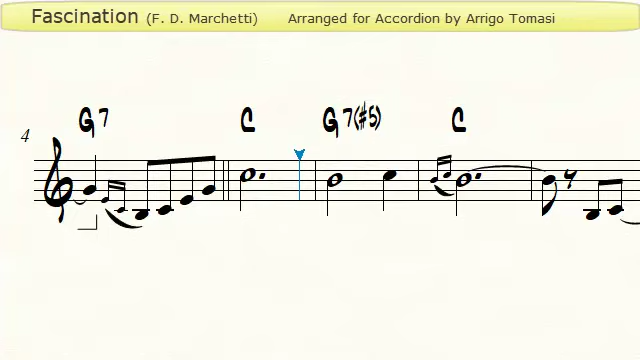 Fascination (F. D. Marchetti) Arranged for Accordion by Arrigo Tomasi
G7 C G7(#5) C
4